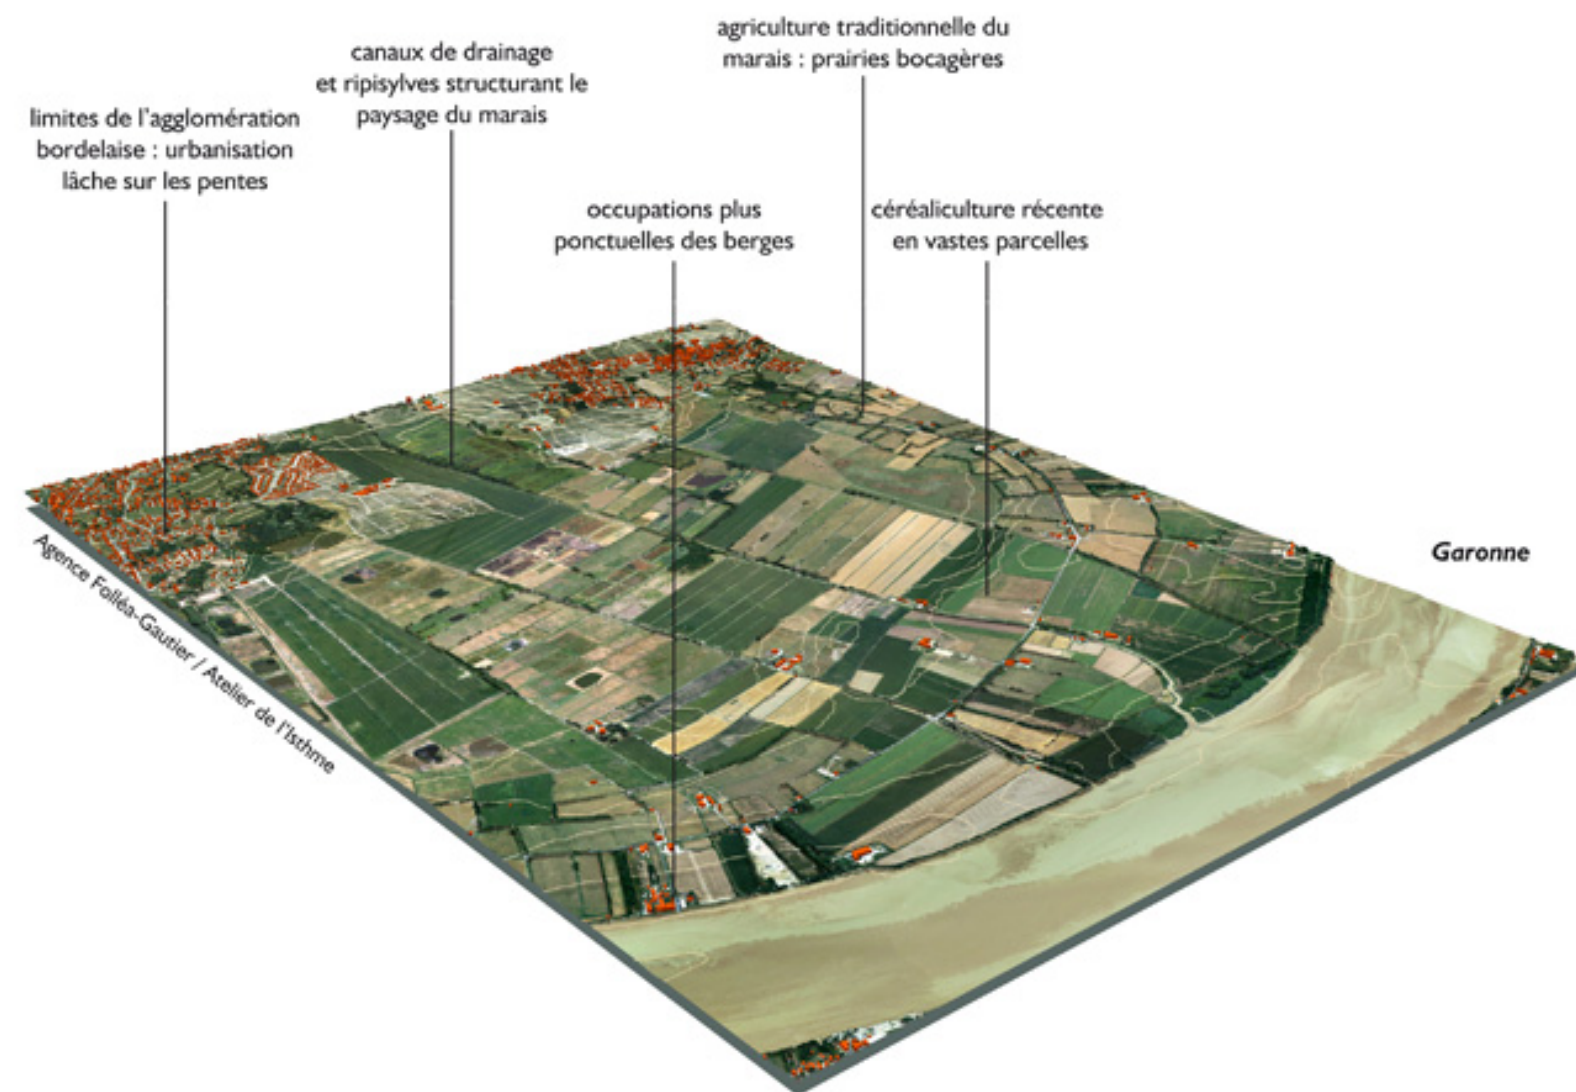 agriculture traditionnelle du
marais : prairies bocagères
canaux de drainage
et ripisylves structurant le
paysage du marais
limites de l'agglomération
bordelaise : urbanisation
lâche sur les pentes
occupations plus
ponctuelles des berges
céréaliculture récente
en vastes parcelles
Garonne
Agence Folléa-Gautier / Atelier de l'Isthme